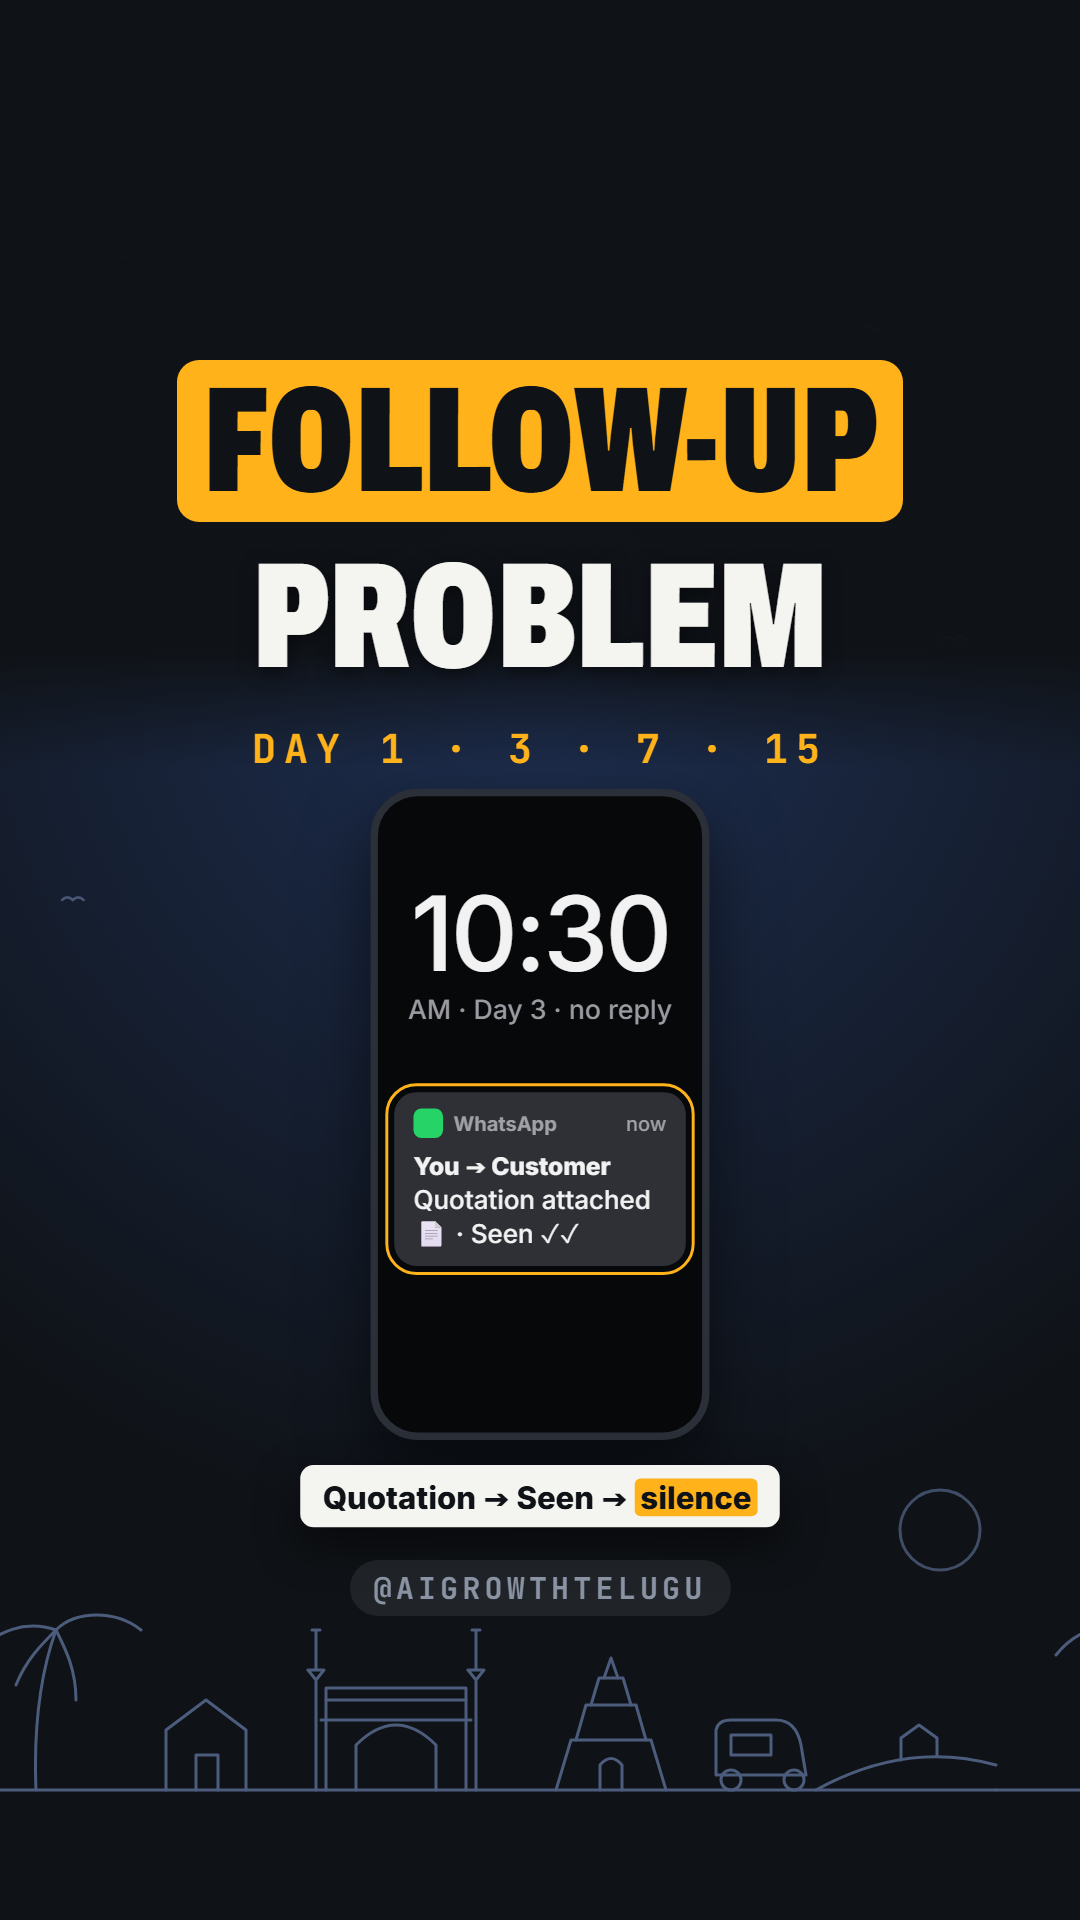 FOLLOW-UP
PROBLEM
DAY 1 · 3 · 7 · 15
10:30
AM · Day 3 · no reply
WhatsApp now
You → Customer
Quotation attached
📄 · Seen ✓✓
Quotation → Seen → silence
@AIGROWTHTELUGU